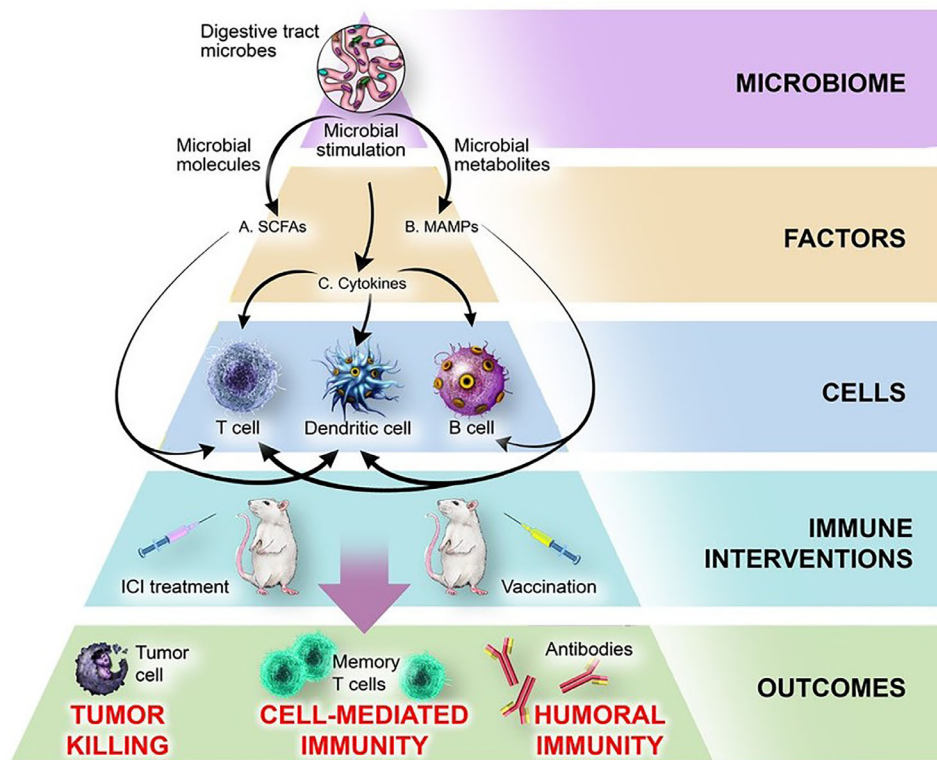 Digestive tract
microbes
MICROBIOME
Microbial
stimulation
Microbial
molecules
Microbial
metabolites
A. SCFAs
B. MAMPs
FACTORS
C. Cytokines
T cell
Dendritic cell
B cell
CELLS
ICI treatment
Vaccination
IMMUNE
INTERVENTIONS
Tumor
cell
Memory
T cells
Antibodies
OUTCOMES
TUMOR
KILLING
CELL-MEDIATED
IMMUNITY
HUMORAL
IMMUNITY